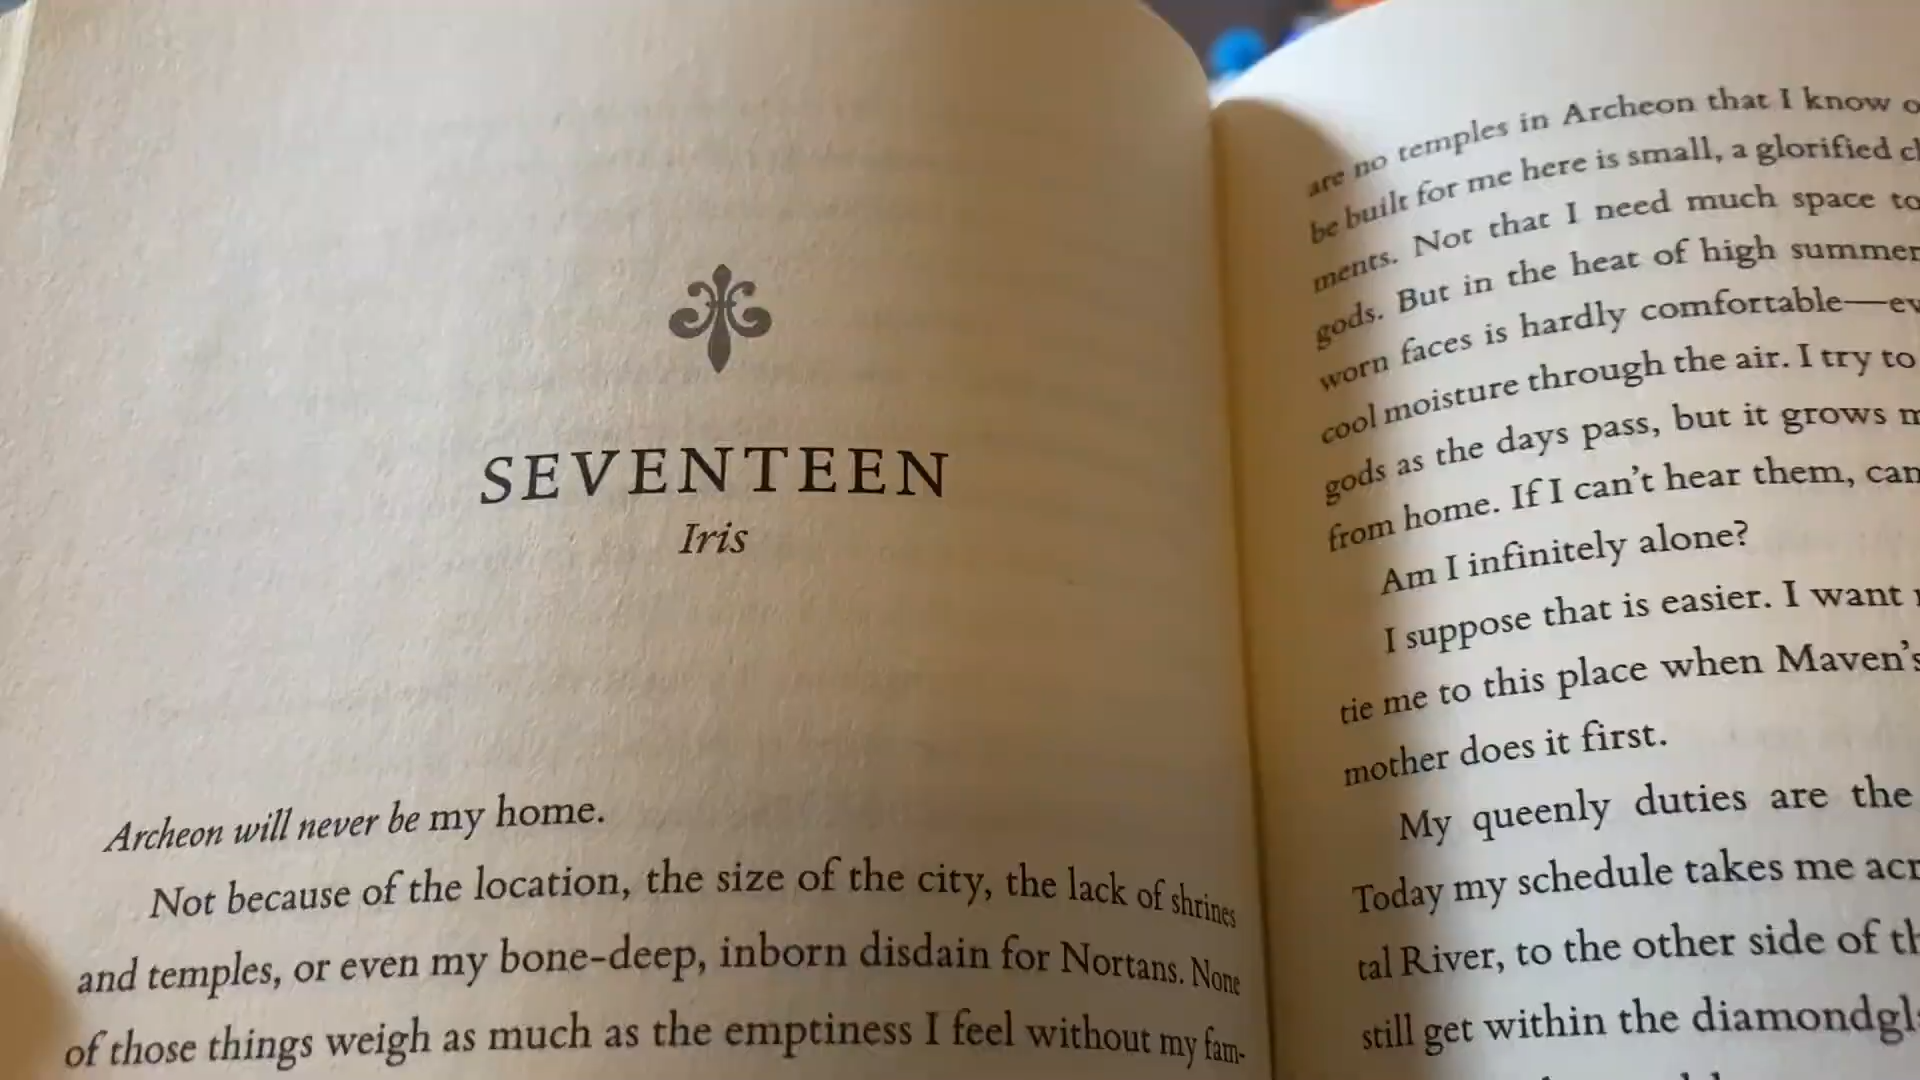 SEVENTEEN
Iris
Archeon will never be my home.
Not because of the location, the size of the city, the lack of shrines
and temples, or even my bone-deep, inborn disdain for Nortans. None
of those things weigh as much as the emptiness I feel without my fam-
are no temples in Archeon that I know
be built for me here is small, a glorified
ments. Not that I need much space to
gods. But in the heat of high summer
worn faces is hardly comfortable—
cool moisture through the air. I try to
gods as the days pass, but it grows
from home. If I can't hear them, can
Am I infinitely alone?
I suppose that is easier. I want
tie me to this place when Maven's
mother does it first.
My queenly duties are the
Today my schedule takes me
tal River, to the other side of
still get within the